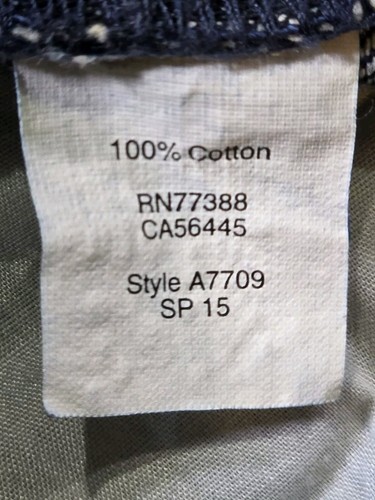 100% Cotton
RN77388
CA56445
Style A7709
SP 15